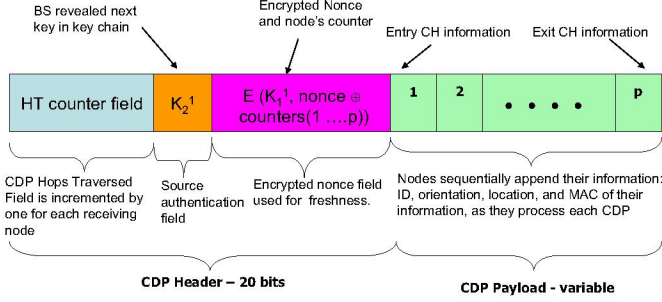 BS revealed next
key in key chain
Encrypted Nonce
and node's counter
Entry CH information
Exit CH information
HT counter field
K₂¹
E (K₁¹, nonce ⊕
counters(1 ….p))
1
2
• • • •
p
CDP Hops Traversed
Field is incremented by
one for each receiving
node
Source
authentication
field
Encrypted nonce field
used for freshness.
Nodes sequentially append their information:
ID, orientation, location, and MAC of their
information, as they process each CDP
CDP Header – 20 bits
CDP Payload - variable